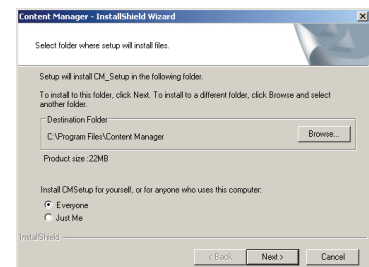 Content Manager - InstallShield Wizard
Select folder where setup will install files.
Setup will install CM_Setup in the following folder.
To install to this folder, click Next. To install to a different folder, click Browse and select
another folder.
Destination Folder
C:\Program Files\Content Manager
Browse...
Product size :22MB
Install CMSetup for yourself, or for anyone who uses this computer:
Everyone
Just Me
InstallShield
< Back
Next >
Cancel